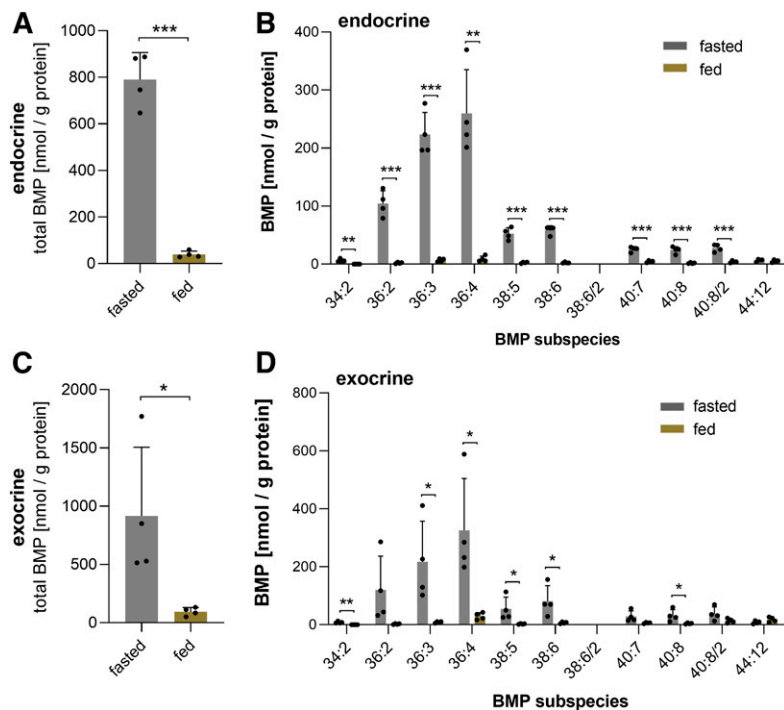 A
endocrine
total BMP [nmol / g protein]
1000
800
600
400
200
0
***
fasted
fed
B
endocrine
BMP [nmol / g protein]
400
300
200
100
0
fasted
fed
**
***
***
**
***
***
***
***
***
34:2
36:2
36:3
36:4
38:5
38:6
38:6/2
40:7
40:8
40:8/2
44:12
BMP subspecies
C
exocrine
total BMP [nmol / g protein]
2000
1500
1000
500
0
*
fasted
fed
D
exocrine
BMP [nmol / g protein]
800
600
400
200
0
fasted
fed
**
*
*
*
*
*
34:2
36:2
36:3
36:4
38:5
38:6
38:6/2
40:7
40:8
40:8/2
44:12
BMP subspecies